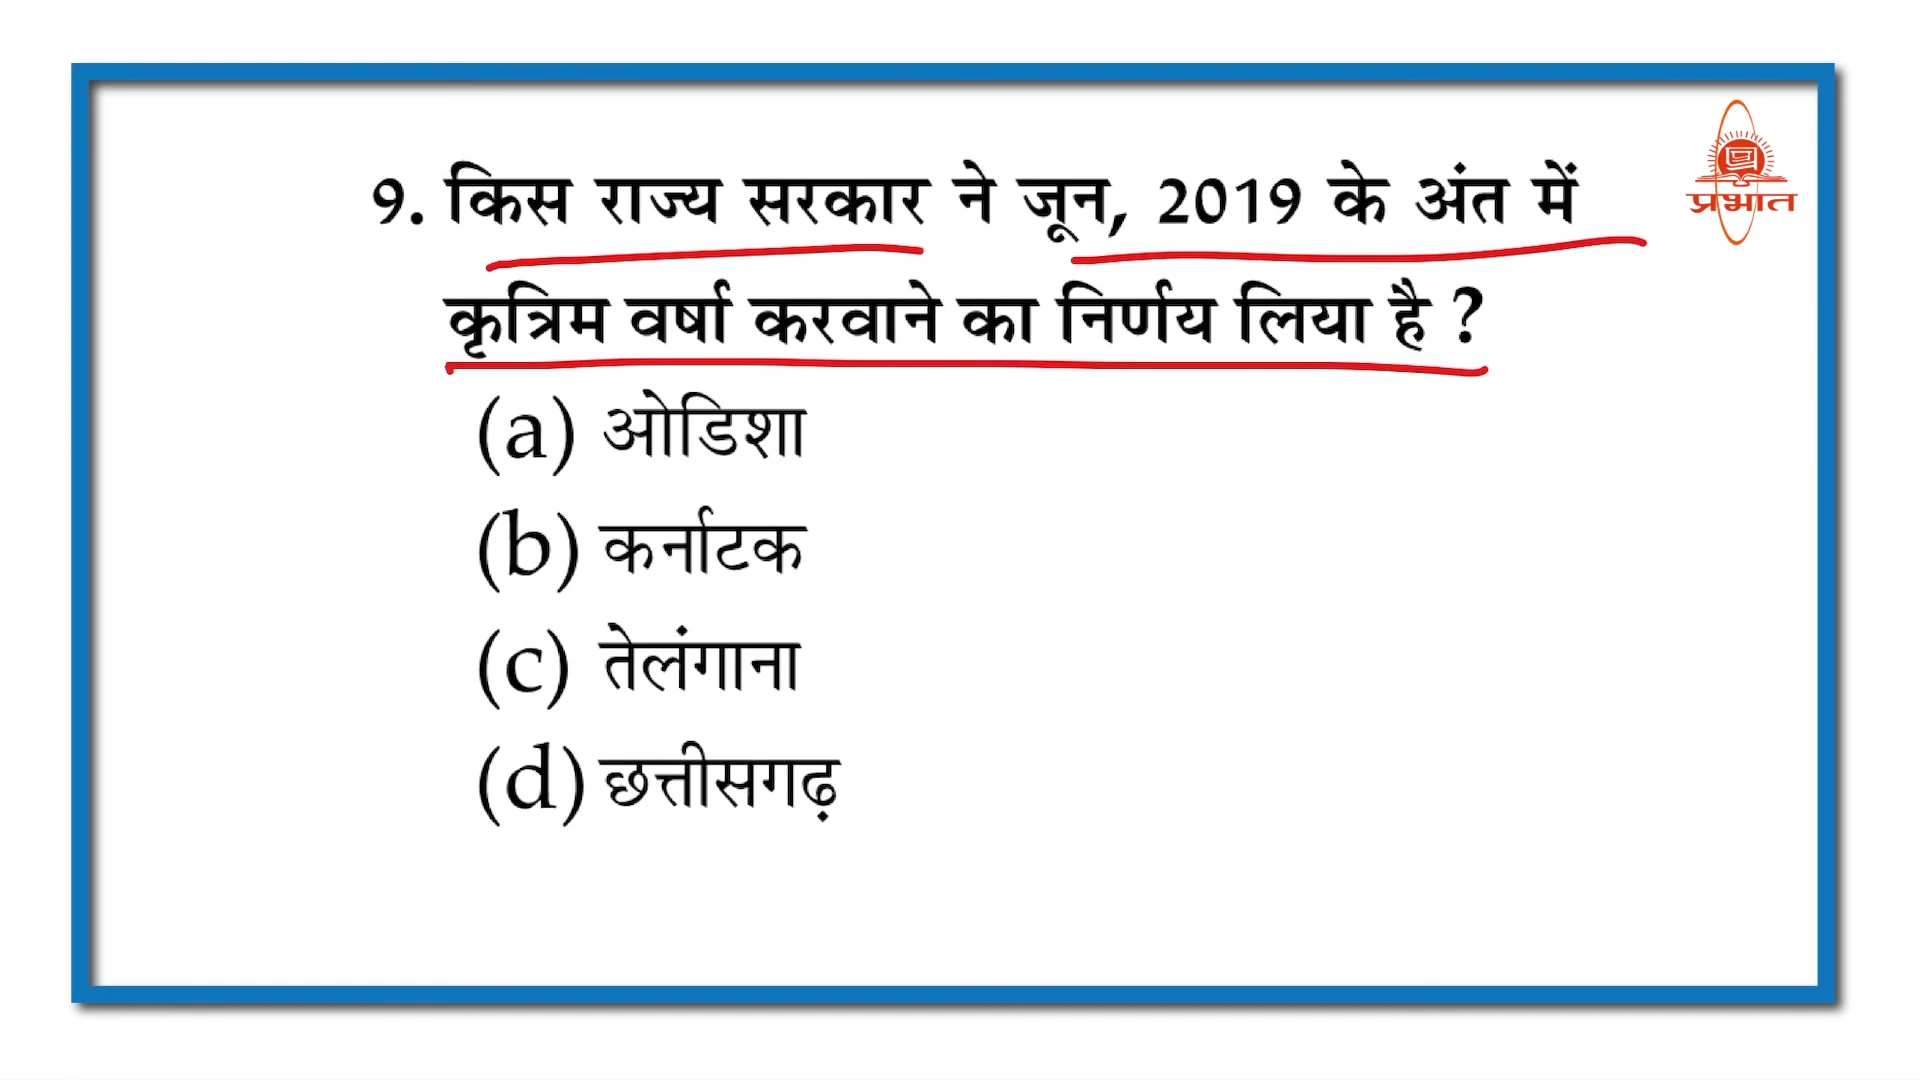 प्रभात
9. किस राज्य सरकार ने जून, 2019 के अंत में
कृत्रिम वर्षा करवाने का निर्णय लिया है ?
(a) ओडिशा
(b) कर्नाटक
(c) तेलंगाना
(d) छत्तीसगढ़